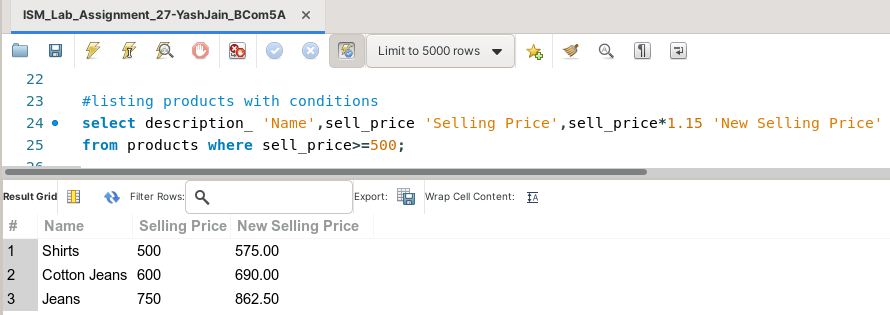 ISM_Lab_Assignment_27-YashJain_BCom5A ×
Limit to 5000 rows
22
23 #listing products with conditions
24 select description_ 'Name',sell_price 'Selling Price',sell_price*1.15 'New Selling Price'
25 from products where sell_price>=500;
26
Result Grid Filter Rows: Export: Wrap Cell Content: IA
# Name Selling Price New Selling Price
1 Shirts 500 575.00
2 Cotton Jeans 600 690.00
3 Jeans 750 862.50